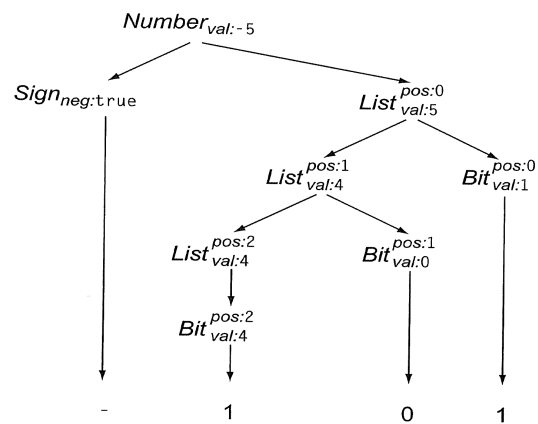 Number val:-5
Sign neg:true List pos:0 val:5
List pos:1 val:4 Bit pos:0 val:1
List pos:2 val:4 Bit pos:1 val:0
Bit pos:2 val:4
- 1 0 1